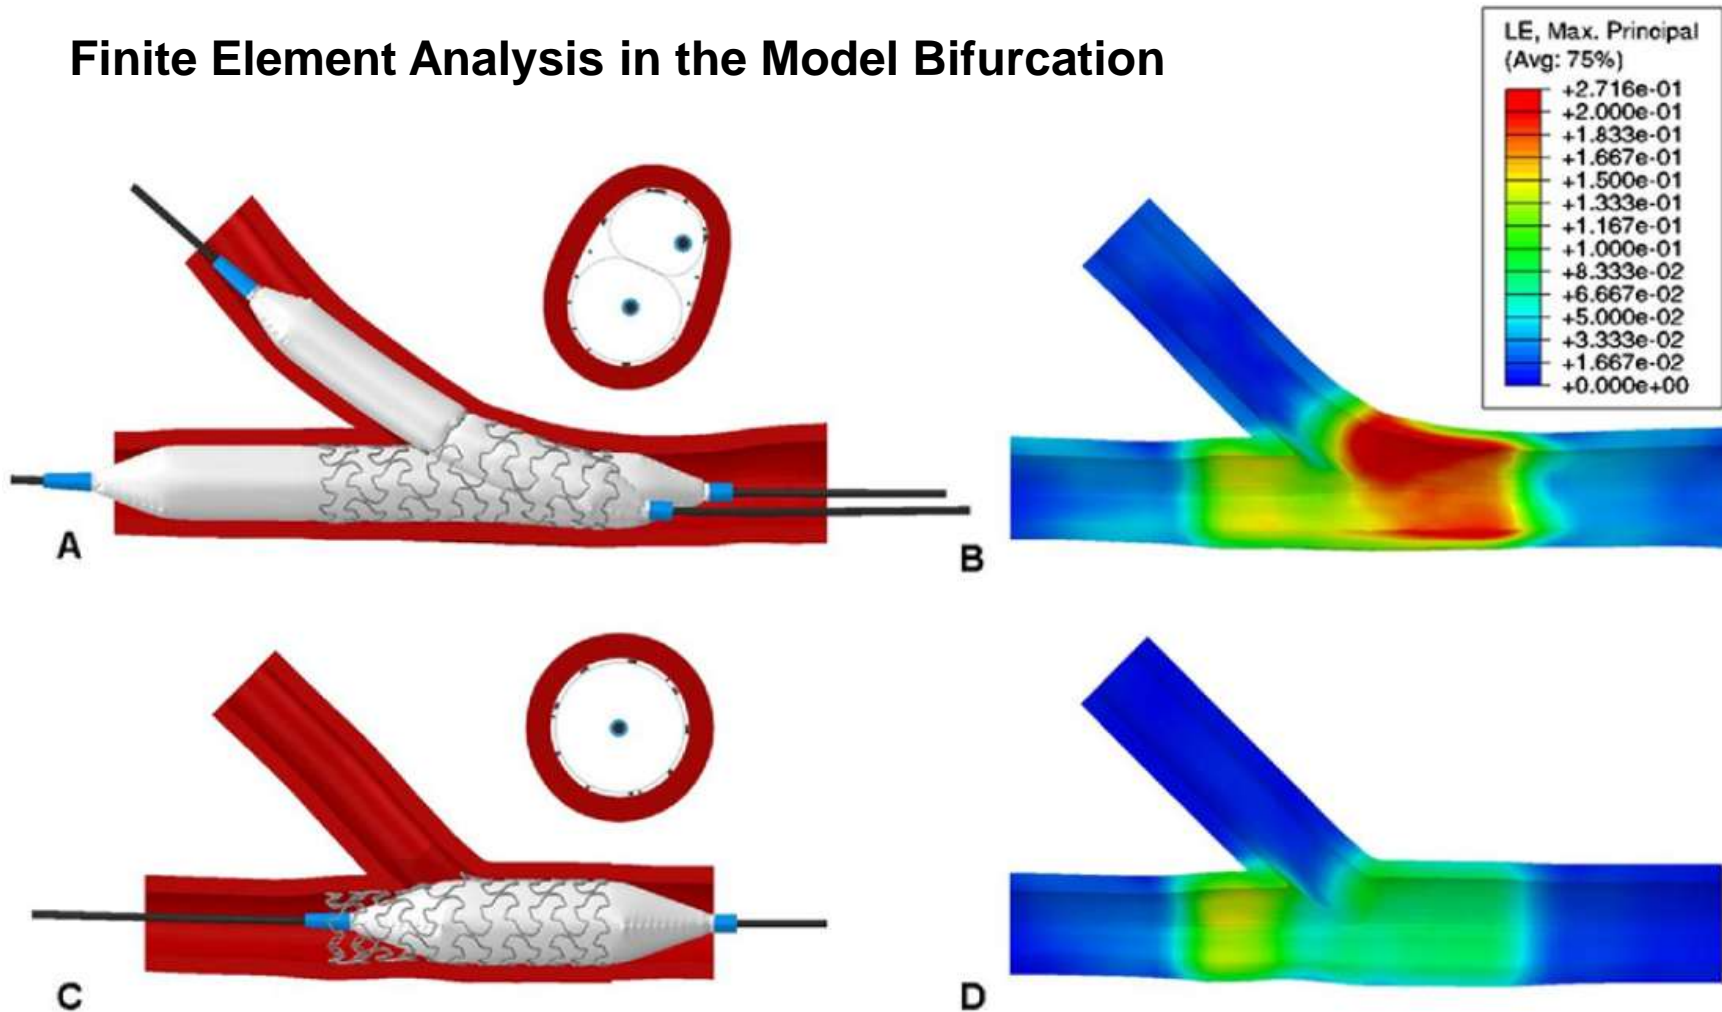 Finite Element Analysis in the Model Bifurcation
LE, Max. Principal
(Avg: 75%)
+2.716e-01
+2.000e-01
+1.833e-01
+1.667e-01
+1.500e-01
+1.333e-01
+1.167e-01
+1.000e-01
+8.333e-02
+6.667e-02
+5.000e-02
+3.333e-02
+1.667e-02
+0.000e+00
A
B
C
D